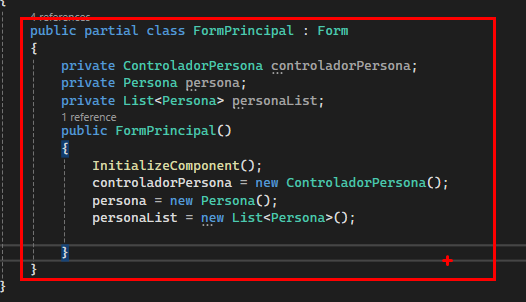 {
4 references
public partial class FormPrincipal : Form
{
private ControladorPersona controladorPersona;
private Persona persona;
private List<Persona> personaList;
1 reference
public FormPrincipal()
{
InitializeComponent();
controladorPersona = new ControladorPersona();
persona = new Persona();
personaList = new List<Persona>();
}
}
}